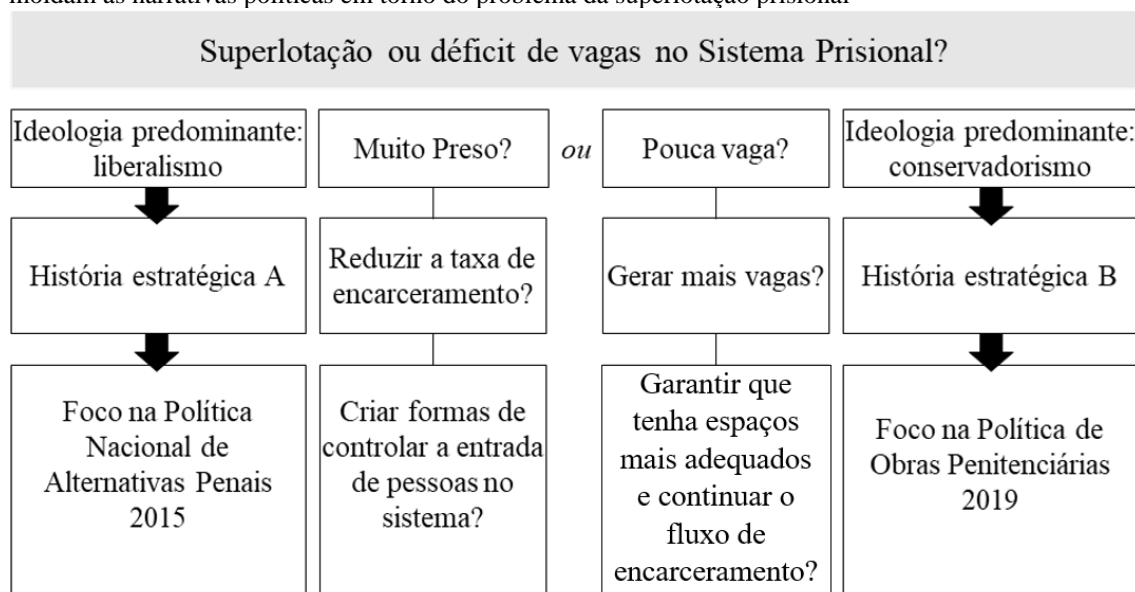 moldam as narrativas políticas em torno do problema da superlotação prisional
Superlotação ou déficit de vagas no Sistema Prisional?
Ideologia predominante:
liberalismo
Muito Preso?
ou
Pouca vaga?
Ideologia predominante:
conservadorismo
História estratégica A
Reduzir a taxa de
encarceramento?
Gerar mais vagas?
História estratégica B
Foco na Política
Nacional de
Alternativas Penais
2015
Criar formas de
controlar a entrada
de pessoas no
sistema?
Garantir que
tenha espaços
mais adequados
e continuar o
fluxo de
encarceramento?
Foco na Política de
Obras Penitenciárias
2019